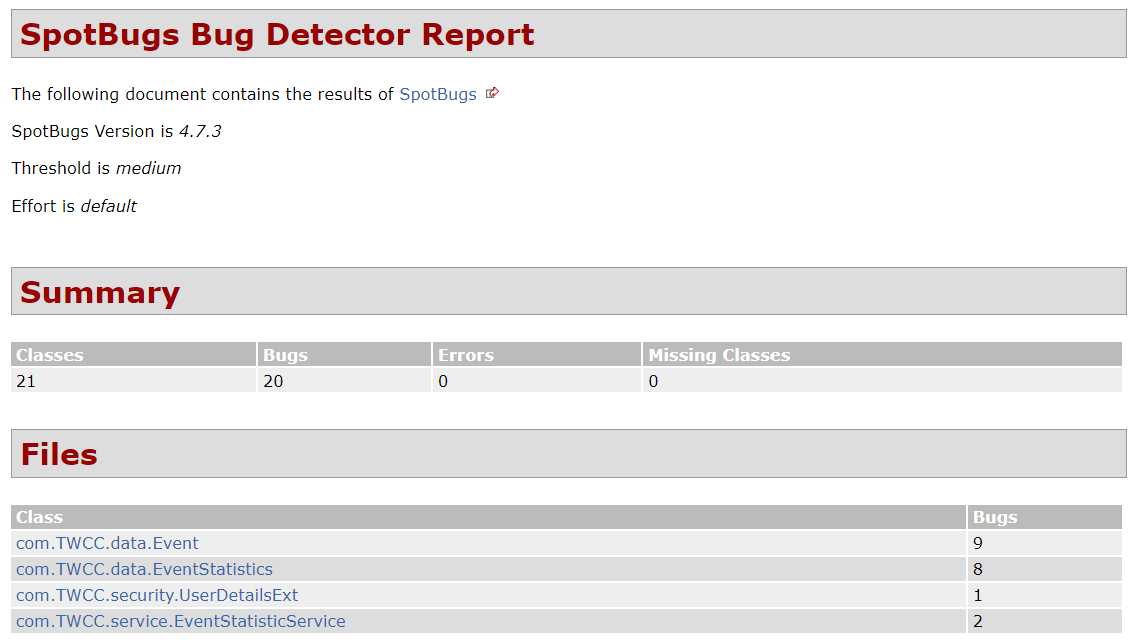 SpotBugs Bug Detector Report
The following document contains the results of SpotBugs
SpotBugs Version is 4.7.3
Threshold is medium
Effort is default
Summary
Classes Bugs Errors Missing Classes
21 20 0 0
Files
Class Bugs
com.TWCC.data.Event 9
com.TWCC.data.EventStatistics 8
com.TWCC.security.UserDetailsExt 1
com.TWCC.service.EventStatisticService 2